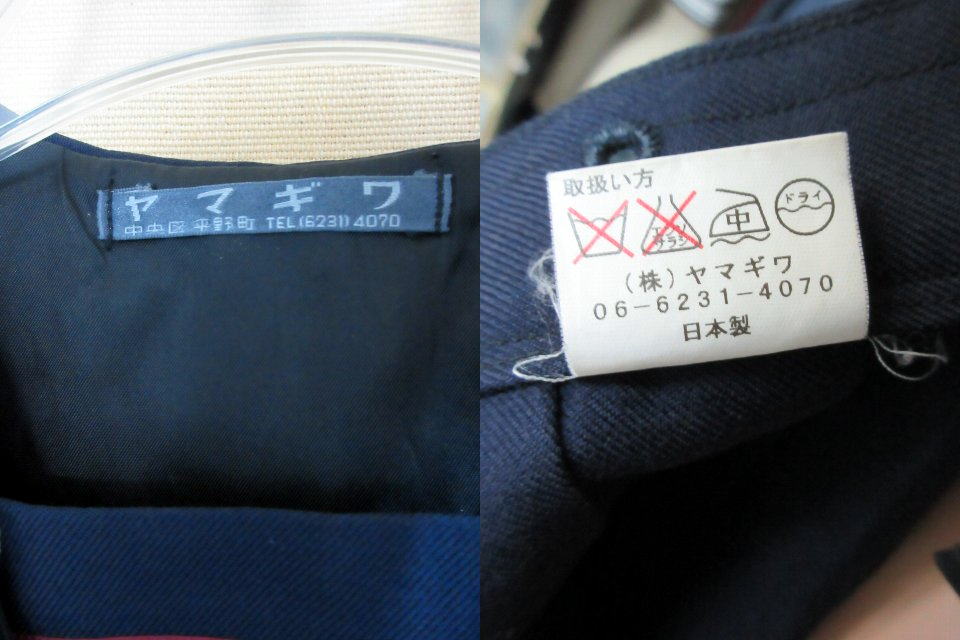 ヤマギワ
中央区平野町 TEL(6231)4070
取扱い方
エンソ
サラシ
中
ドライ
(株)ヤマギワ
06-6231-4070
日本製